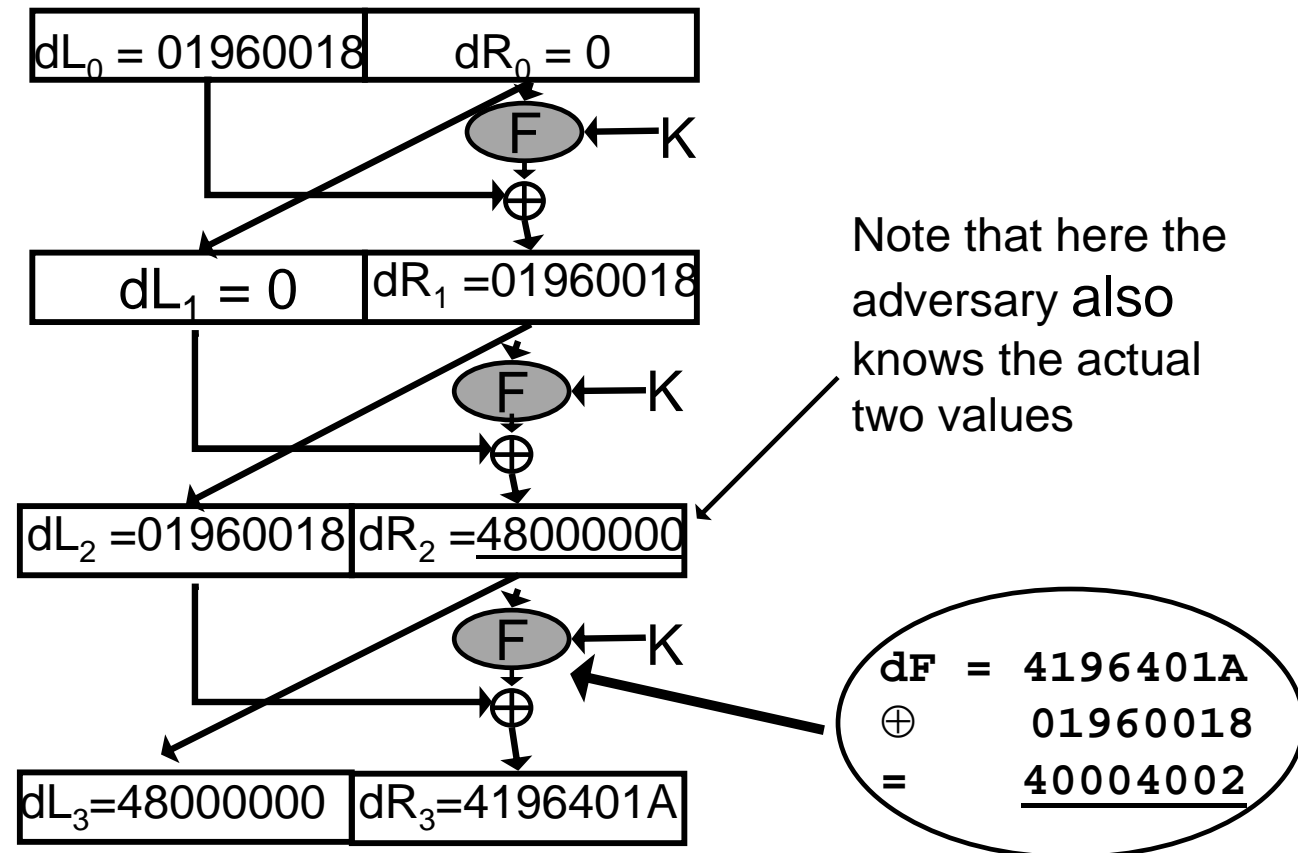 dL₀ = 01960018 dR₀ = 0
F K
⊕
dL₁ = 0 dR₁ =01960018
F K
⊕
dL₂ =01960018 dR₂ =48000000
F K
⊕
dL₃=48000000 dR₃=4196401A
Note that here the
adversary also
knows the actual
two values
dF = 4196401A
⊕ 01960018
= 40004002